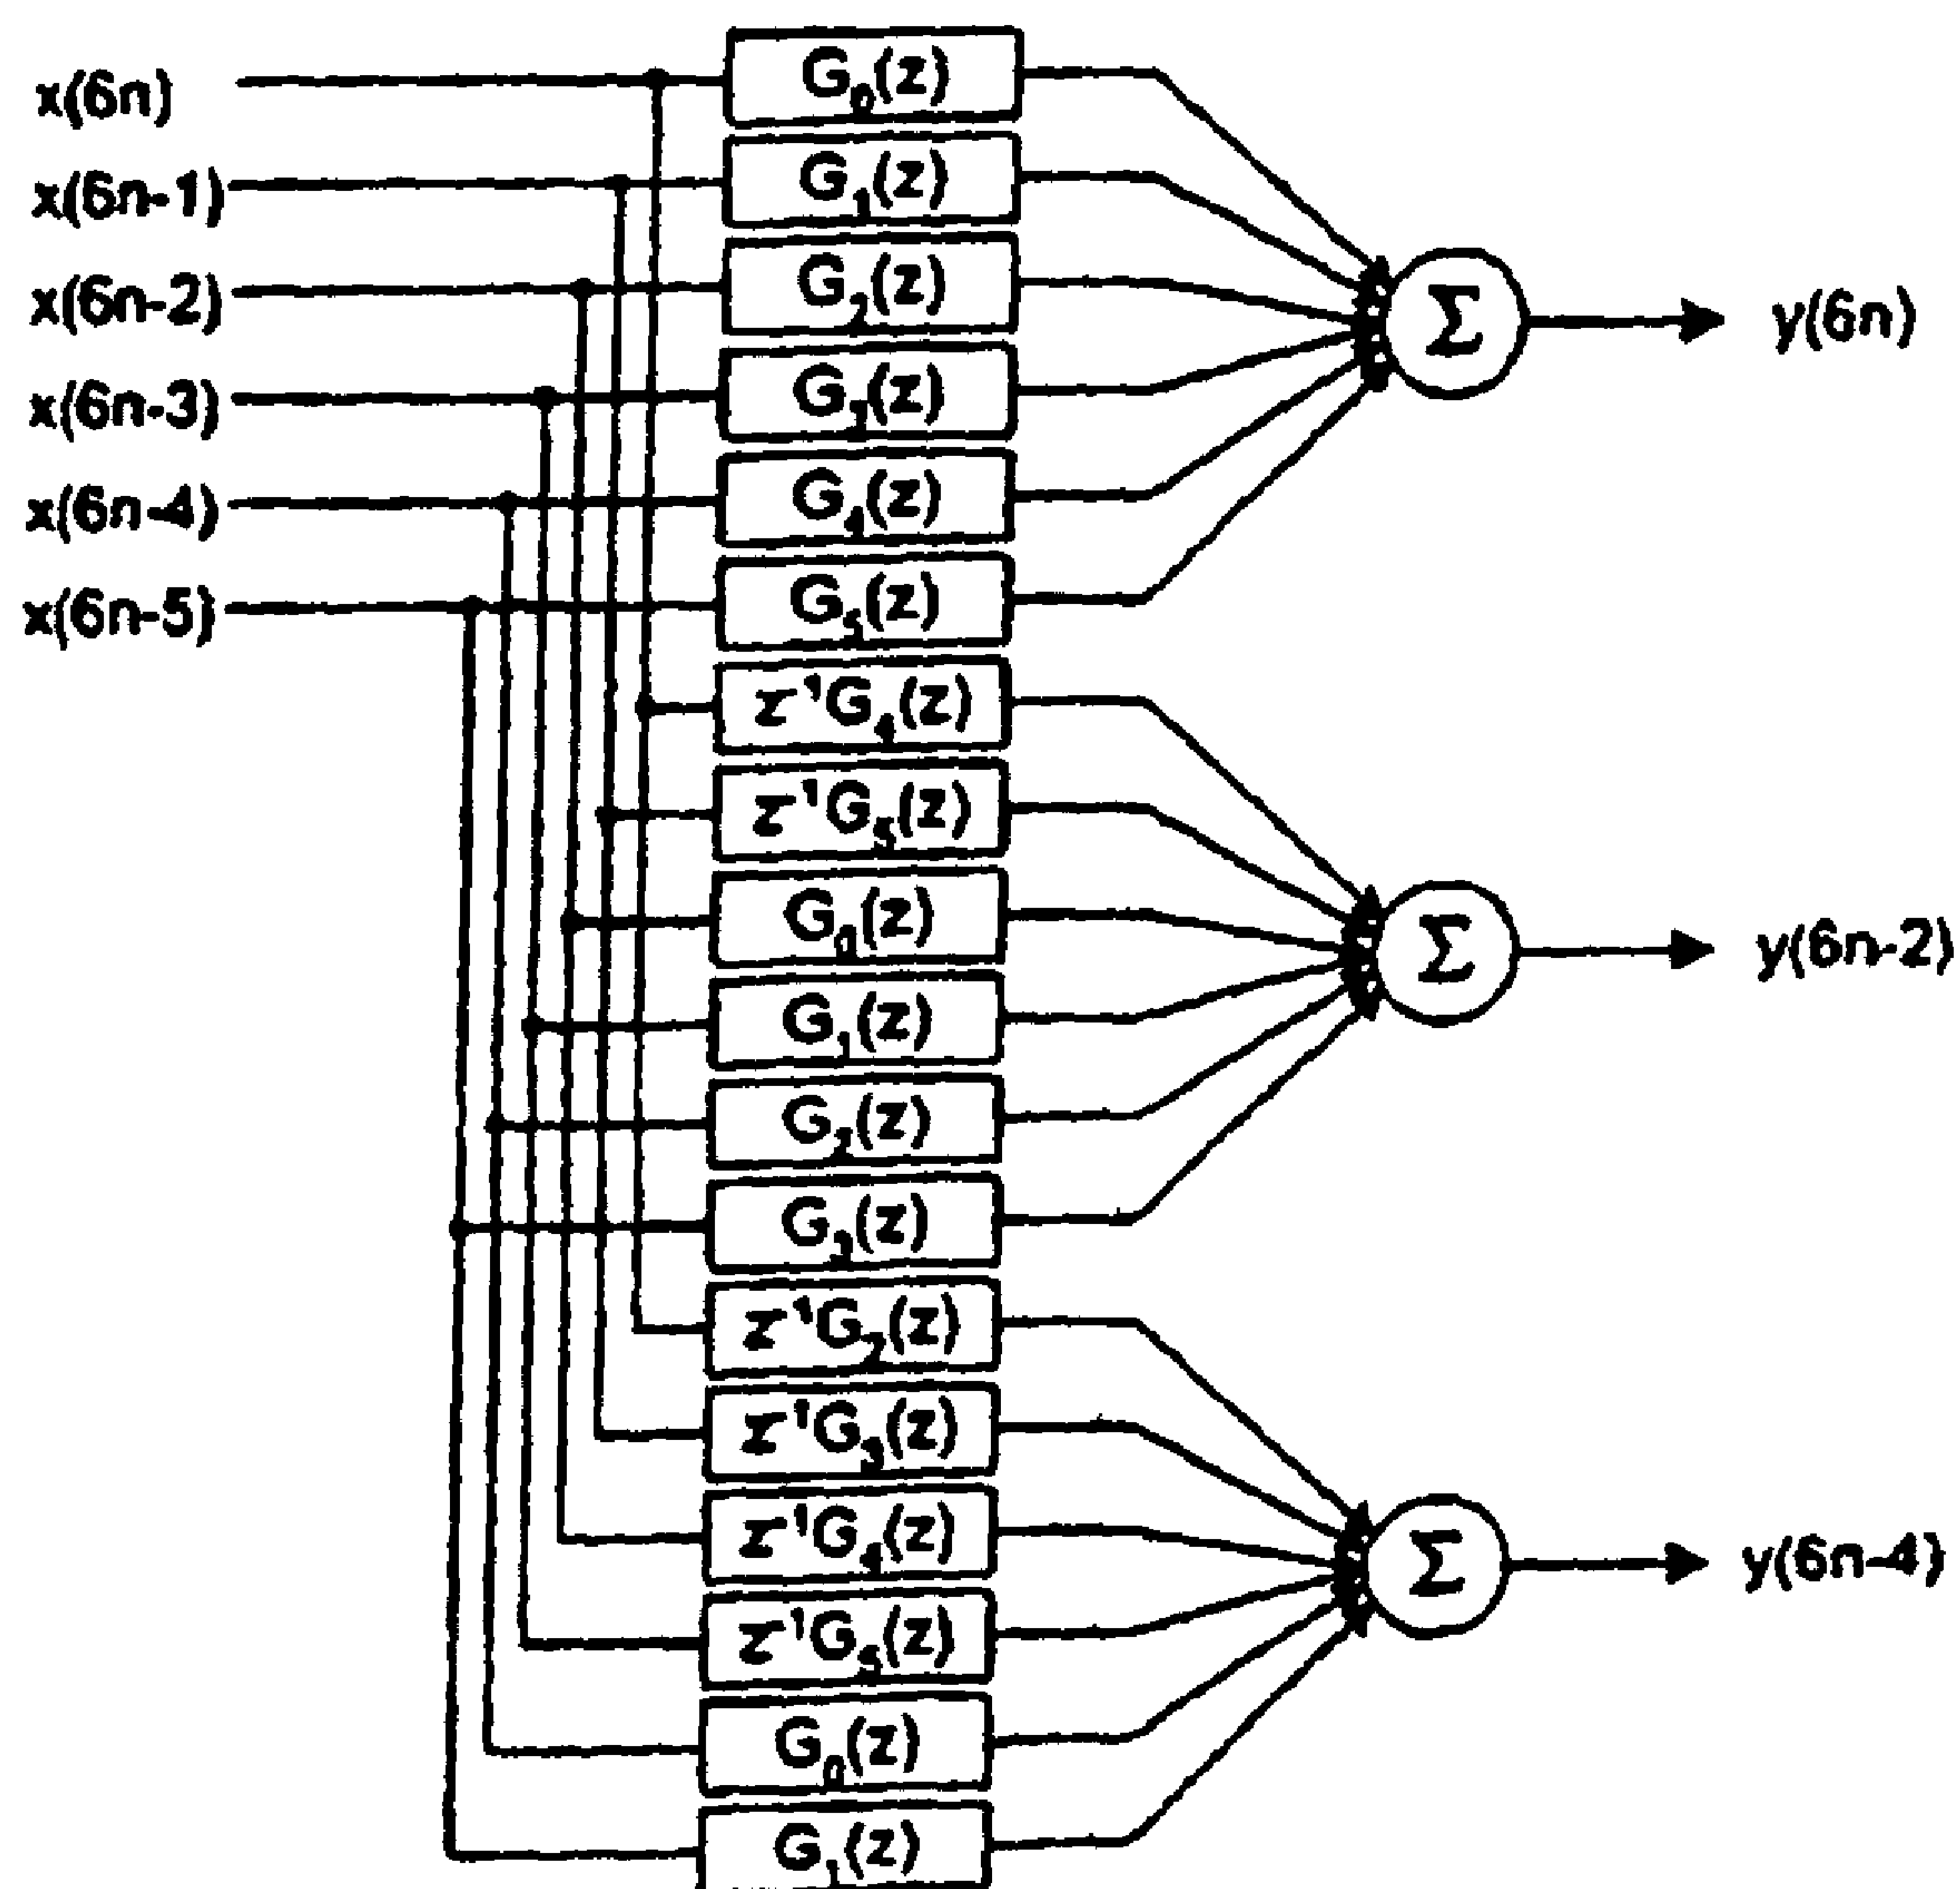 x(6n)
x(6n-1)
x(6n-2)
x(6n-3)
x(6n-4)
x(6n-5)
G0(z)
G1(z)
G2(z)
G3(z)
G4(z)
G5(z)
z-1G4(z)
z-1G5(z)
G0(z)
G1(z)
G2(z)
G3(z)
z-1G2(z)
z-1G3(z)
z-1G4(z)
z-1G5(z)
G0(z)
G1(z)
Σ
y(6n)
Σ
y(6n-2)
Σ
y(6n-4)